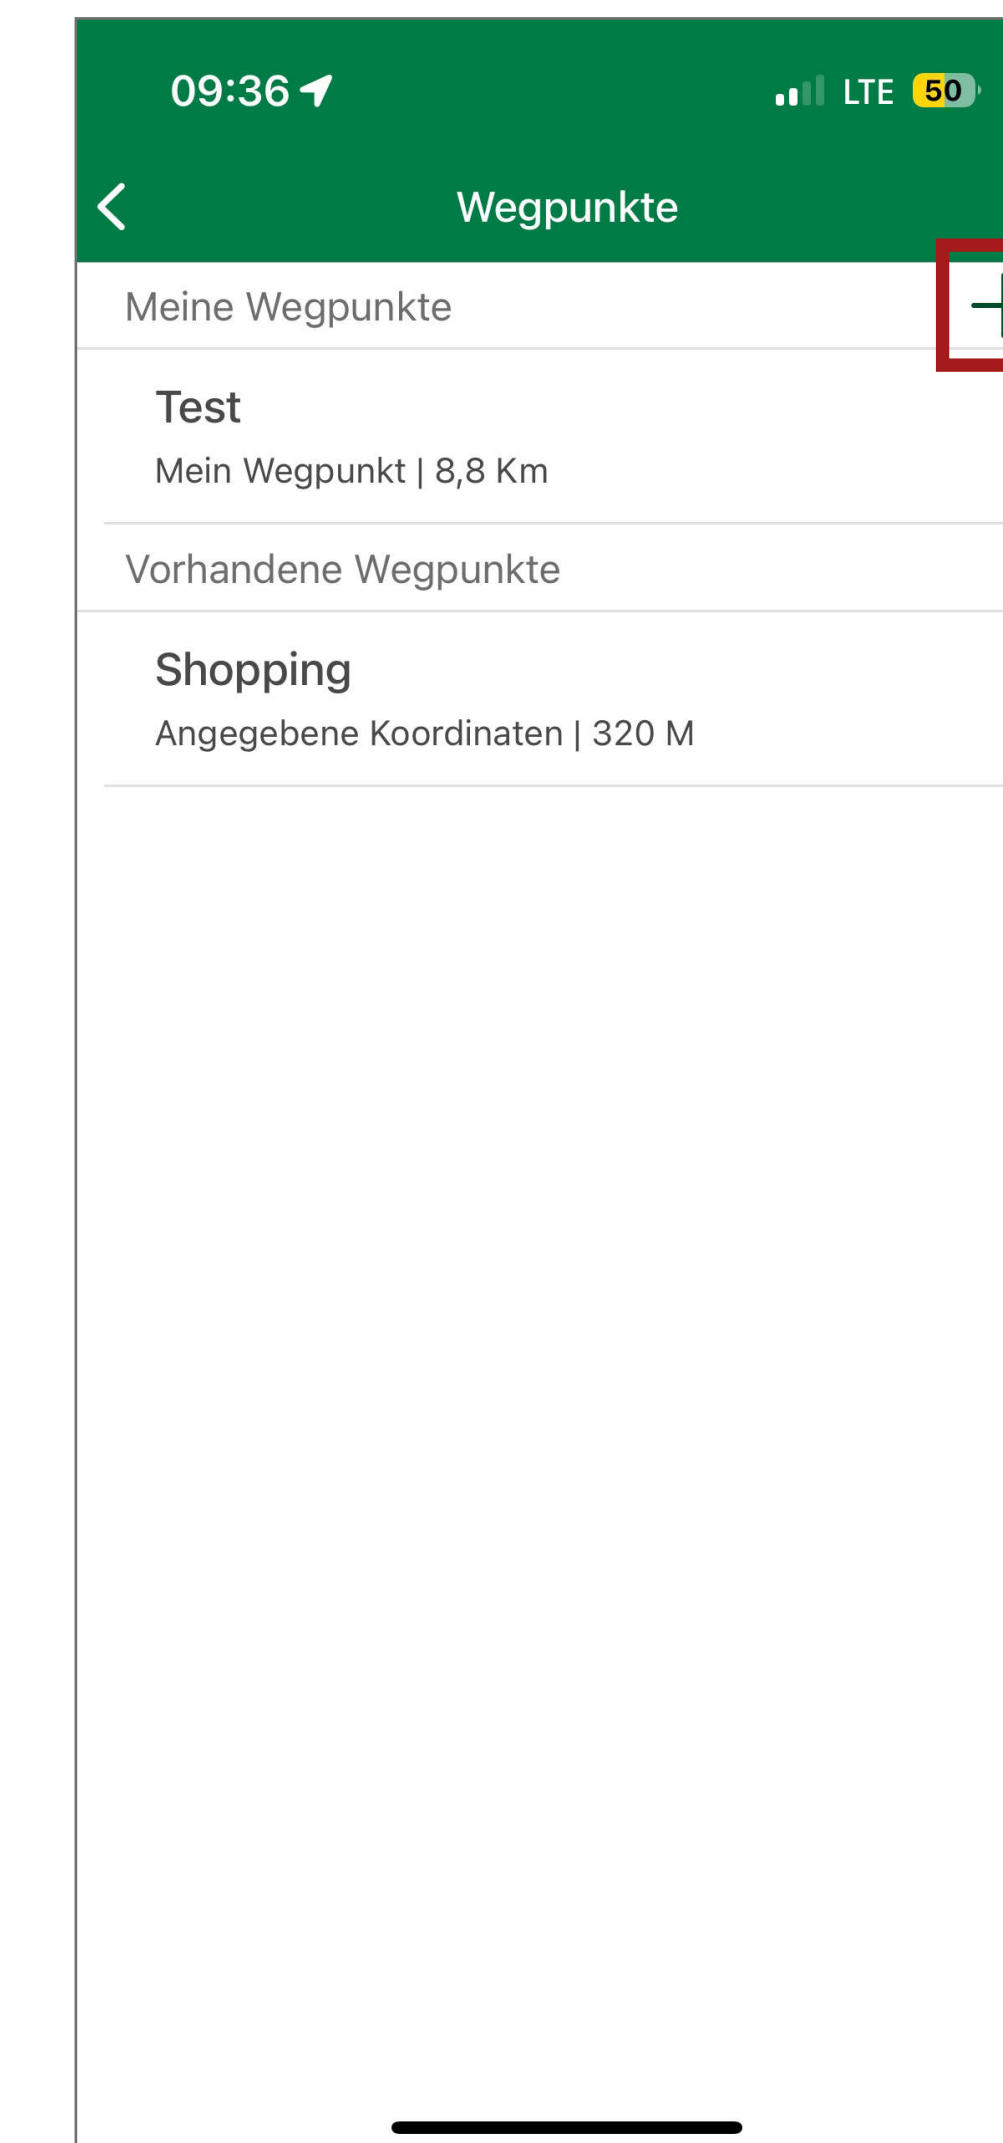 09:36
LTE 50
Wegpunkte
Meine Wegpunkte
Test
Mein Wegpunkt | 8,8 Km
Vorhandene Wegpunkte
Shopping
Angegebene Koordinaten | 320 M